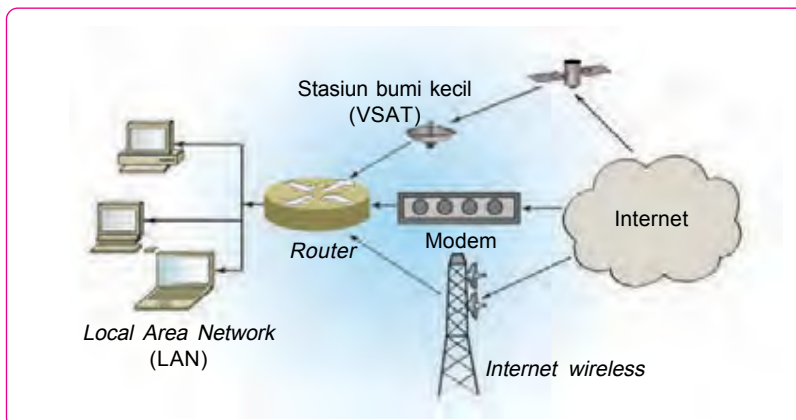 Stasiun bumi kecil
(VSAT)
Internet
Modem
Router
Local Area Network
(LAN)
Internet wireless